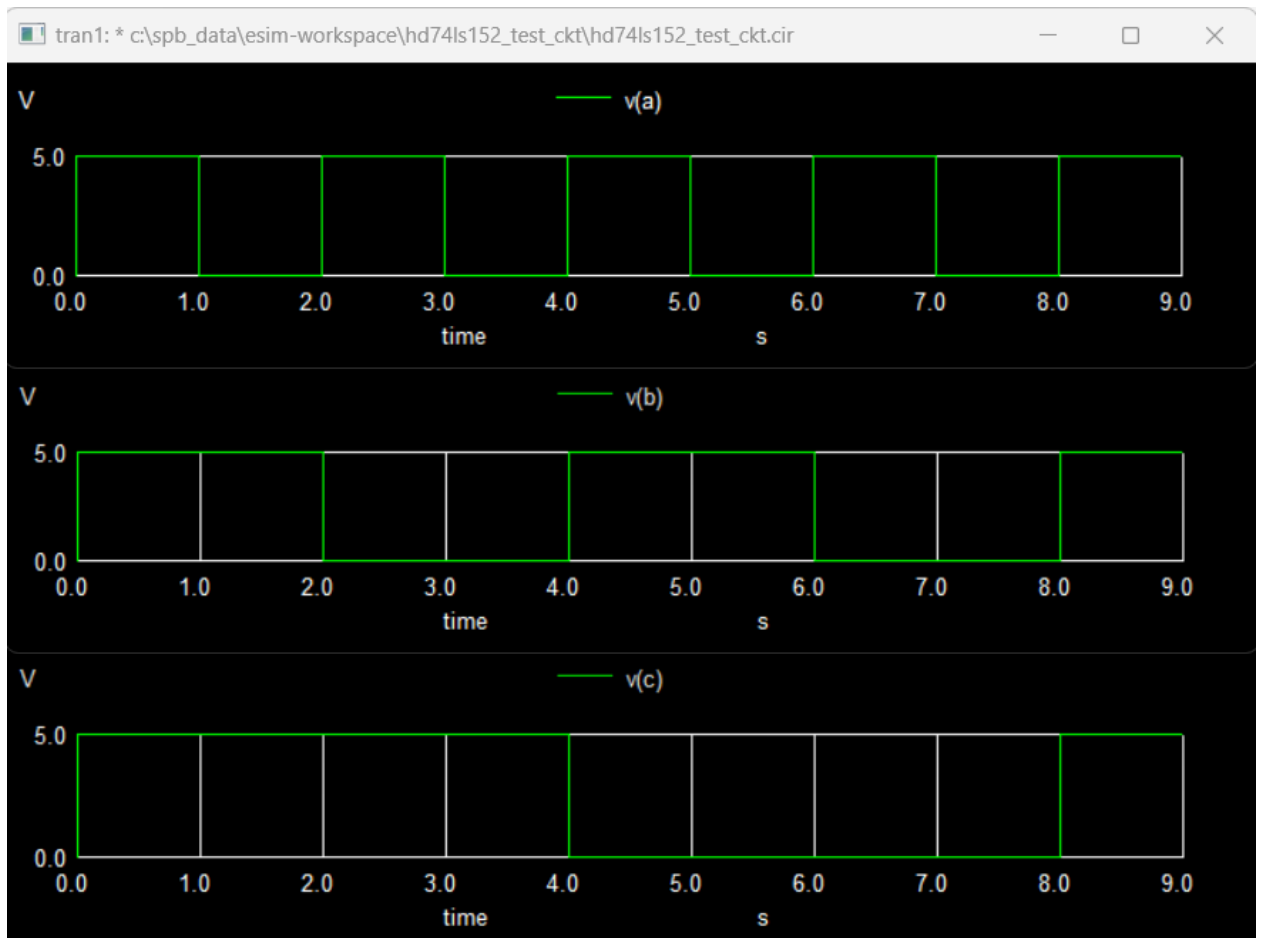 tran1: * c:\spb_data\esim-workspace\hd74ls152_test_ckt\hd74ls152_test_ckt.cir
V v(a)
5.0
0.0
0.0 1.0 2.0 3.0 4.0 5.0 6.0 7.0 8.0 9.0
time s
V v(b)
5.0
0.0
0.0 1.0 2.0 3.0 4.0 5.0 6.0 7.0 8.0 9.0
time s
V v(c)
5.0
0.0
0.0 1.0 2.0 3.0 4.0 5.0 6.0 7.0 8.0 9.0
time s